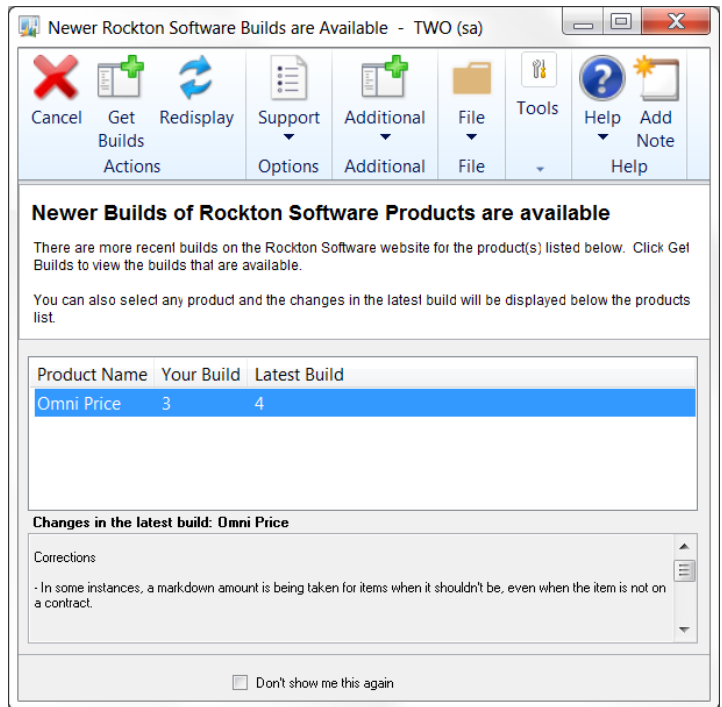 Newer Rockton Software Builds are Available  -  TWO (sa)
Cancel Get Builds Redisplay Support Additional File Tools Help Add Note
Actions Options Additional File Help
Newer Builds of Rockton Software Products are available
There are more recent builds on the Rockton Software website for the product(s) listed below.  Click Get
Builds to view the builds that are available.
You can also select any product and the changes in the latest build will be displayed below the products
list.
Product Name Your Build Latest Build
Omni Price 3 4
Changes in the latest build: Omni Price
Corrections
- In some instances, a markdown amount is being taken for items when it shouldn't be, even when the item is not on
a contract.
Don't show me this again